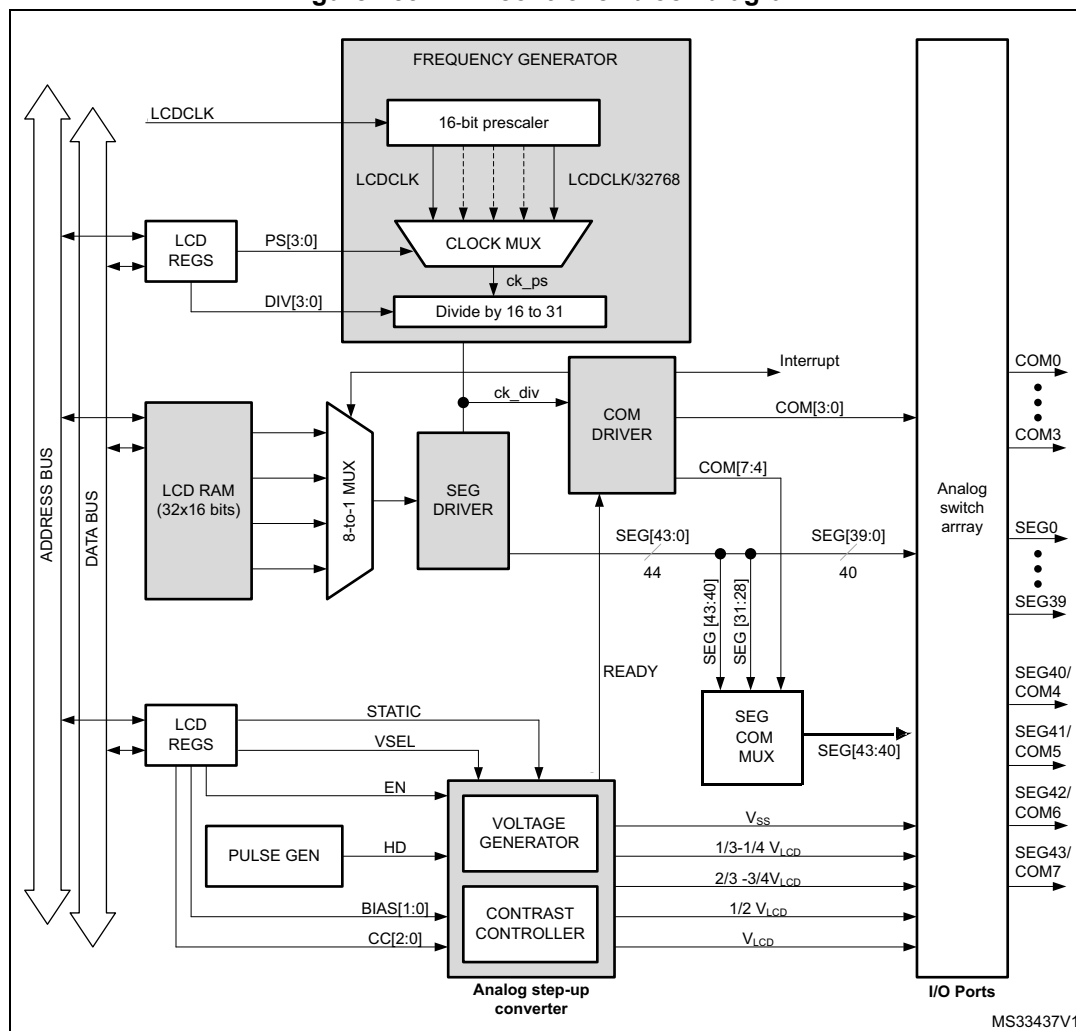 FREQUENCY GENERATOR
LCDCLK
16-bit prescaler
LCDCLK
LCDCLK/32768
LCD
REGS
PS[3:0]
CLOCK MUX
ck_ps
DIV[3:0]
Divide by 16 to 31
Interrupt
COM0
ck_div
COM
DRIVER
COM[3:0]
COM3
ADDRESS BUS
DATA BUS
LCD RAM
(32x16 bits)
8-to-1 MUX
SEG
DRIVER
COM[7:4]
Analog
switch
arrray
SEG[43:0]
44
SEG[39:0]
40
SEG0
SEG39
SEG [43:40]
SEG [31:28]
READY
SEG
COM
MUX
SEG[43:40]
SEG40/
COM4
SEG41/
COM5
SEG42/
COM6
SEG43/
COM7
LCD
REGS
STATIC
VSEL
EN
PULSE GEN
HD
VOLTAGE
GENERATOR
BIAS[1:0]
CC[2:0]
CONTRAST
CONTROLLER
VSS
1/3-1/4 VLCD
2/3 -3/4VLCD
1/2 VLCD
VLCD
Analog step-up
converter
I/O Ports
MS33437V1